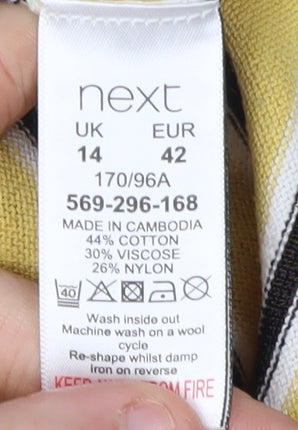 next
UK EUR
14 42
170/96A
569-296-168
MADE IN CAMBODIA
44% COTTON
30% VISCOSE
26% NYLON
40
Wash inside out
Machine wash on a wool
cycle
Re-shape whilst damp
Iron on reverse
KEEP FROM FIRE